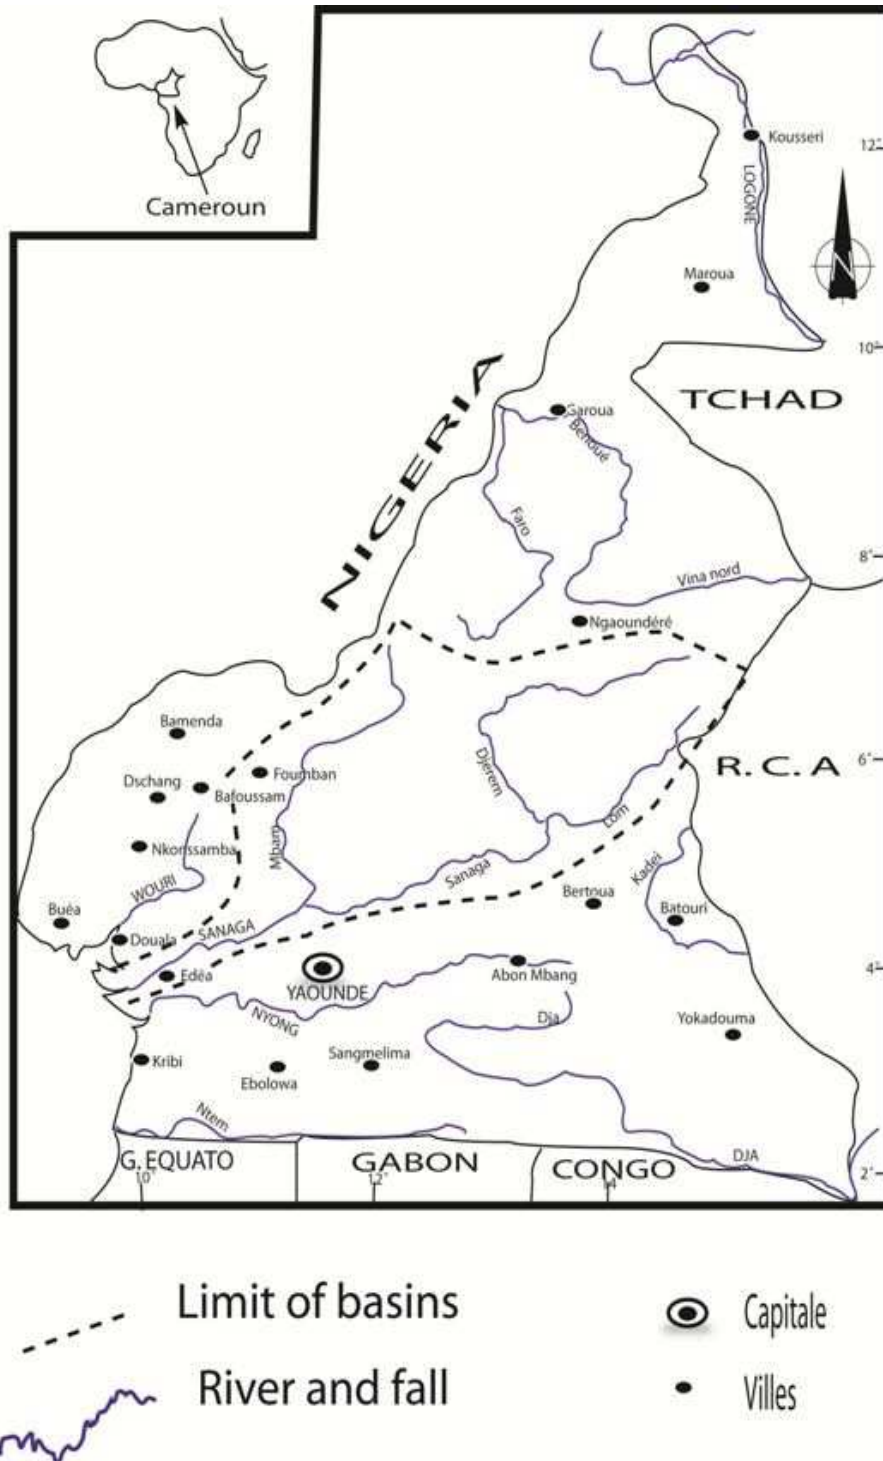 Cameroun
Kousseri
12°
LOGONE
N
Maroua
10°
TCHAD
NIGERIA
Garoua
Benoué
Faro
8°
Vina nord
Ngaoundéré
Bamenda
6°
R.C.A
Foumban
Dschang
Bafoussam
Djerem
Lom
Mbam
Nkonssamba
Sanaga
Kadei
WOURI
Bertnua
Batouri
Buéa
SANAGA
Douala
4°
Edéa
Abon Mbang
YAOUNDE
NYONG
Dja
Yokadouma
Kribi
Sangmelima
Ebolowa
Ntem
DJA
G.EQUATO
GABON
CONGO
10°
12°
14
2°
Limit of basins
Capitale
River and fall
Villes